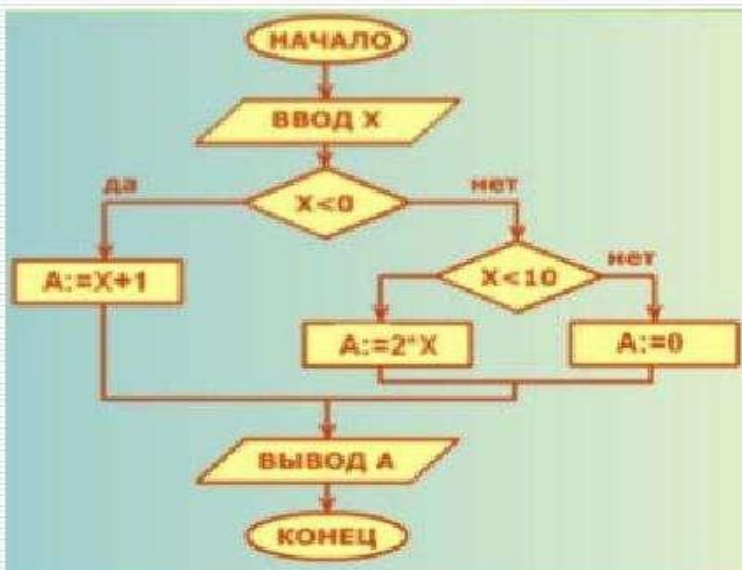 НАЧАЛО
ВВОД X
да
X<0
нет
A:=X+1
X<10
нет
A:=2*X
A:=0
ВЫВОД A
КОНЕЦ